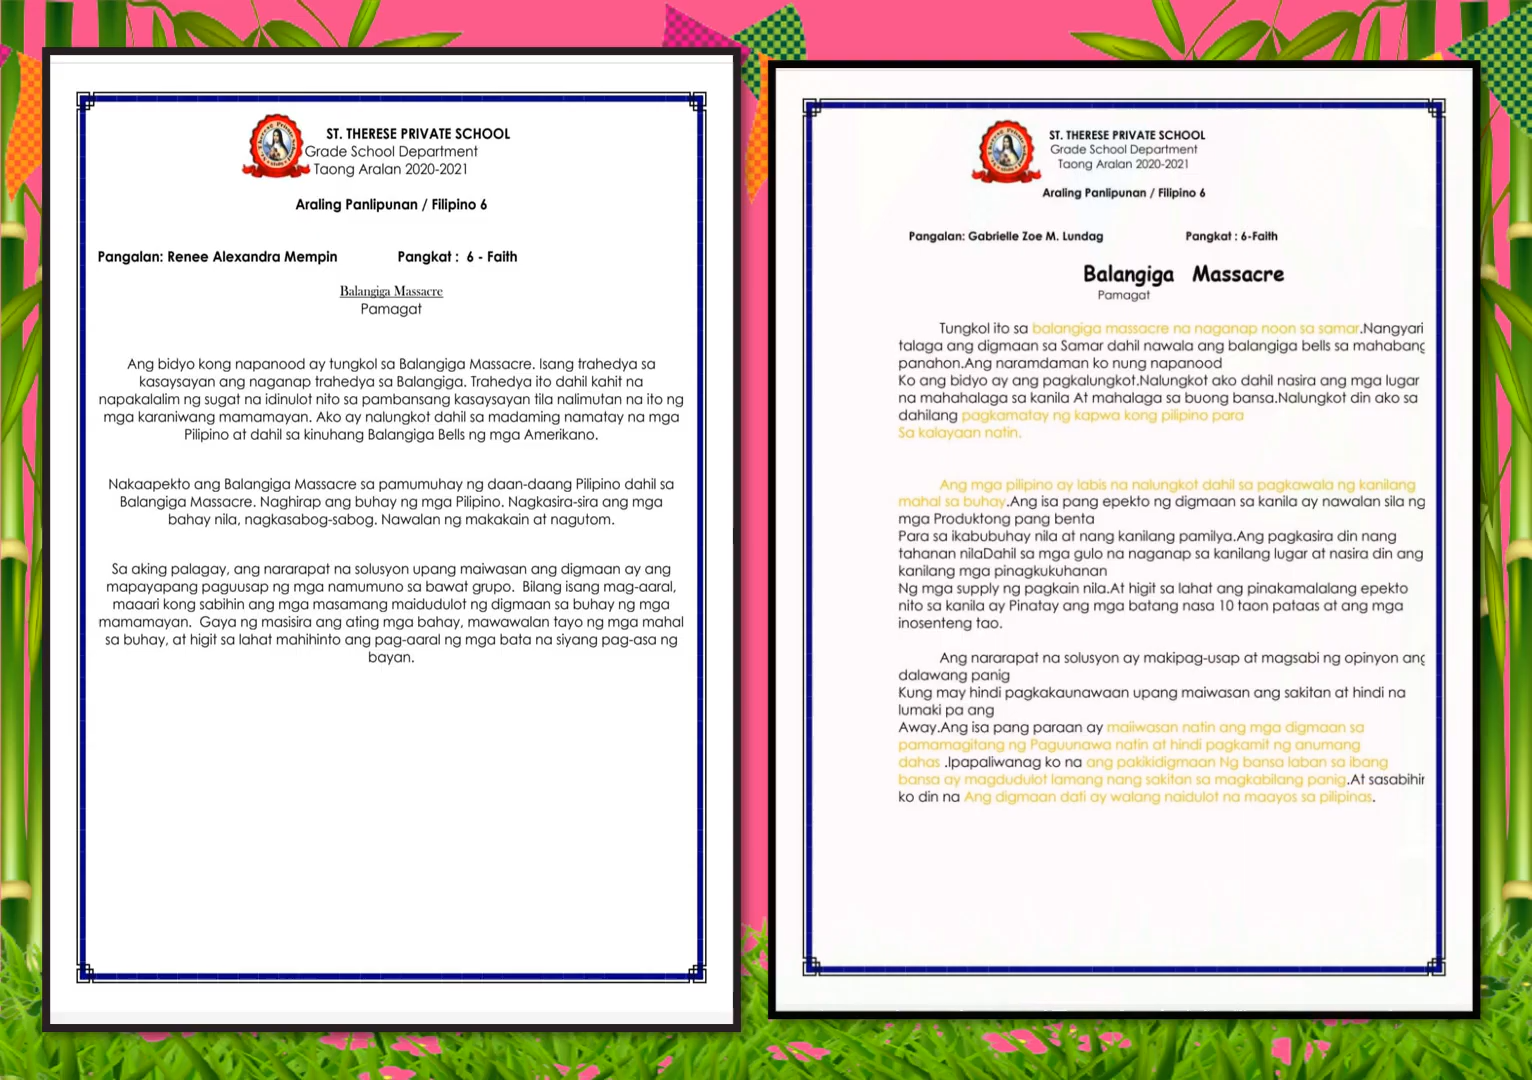 ST. THERESE PRIVATE SCHOOL
Grade School Department
Taong Aralan 2020-2021
Araling Panlipunan / Filipino 6
Pangalan: Renee Alexandra Mempin Pangkat : 6 - Faith
Balangiga Massacre
Pamagat
Ang bidyo kong napanood ay tungkol sa Balangiga Massacre. Isang trahedya sa
kasaysayan ang naganap trahedya sa Balangiga. Trahedya ito dahil kahit na
napakalalim ng sugat na idinulot nito sa pambansang kasaysayan tila nalimutan na ito ng
mga karaniwang mamamayan. Ako ay nalungkot dahil sa madaming namatay na mga
Pilipino at dahil sa kinuhang Balangiga Bells ng mga Amerikano.
Nakaapekto ang Balangiga Massacre sa pamumuhay ng daan-daang Pilipino dahil sa
Balangiga Massacre. Naghirap ang buhay ng mga Pilipino. Nagkasira-sira ang mga
bahay nila, nagkasabog-sabog. Nawalan ng makakain at nagutom.
Sa aking palagay, ang nararapat na solusyon upang maiwasan ang digmaan ay ang
mapayapang paguusap ng mga namumuno sa bawat grupo. Bilang isang mag-aaral,
maaari kong sabihin ang mga masamang maidudulot ng digmaan sa buhay ng mga
mamamayan. Gaya ng masisira ang ating mga bahay, mawawalan tayo ng mga mahal
sa buhay, at higit sa lahat mahihinto ang pag-aaral ng mga bata na siyang pag-asa ng
bayan.
ST. THERESE PRIVATE SCHOOL
Grade School Department
Taong Aralan 2020-2021
Araling Panlipunan / Filipino 6
Pangalan: Gabrielle Zoe M. Lundag Pangkat : 6-Faith
Balangiga Massacre
Pamagat
Tungkol ito sa balangiga massacre na naganap noon sa samar.Nangyari
talaga ang digmaan sa Samar dahil nawala ang balangiga bells sa mahabang
panahon.Ang naramdaman ko nung napanood
Ko ang bidyo ay ang pagkalungkot.Nalungkot ako dahil nasira ang mga lugar
na mahahalaga sa kanila At mahalaga sa buong bansa.Nalungkot din ako sa
dahilang pagkamatay ng kapwa kong pilipino para
Sa kalayaan natin.
Ang mga pilipino ay labis na nalungkot dahil sa pagkawala ng kanilang
mahal sa buhay.Ang isa pang epekto ng digmaan sa kanila ay nawalan sila ng
mga Produktong pang benta
Para sa ikabubuhay nila at nang kanilang pamilya.Ang pagkasira din nang
tahanan nilaDahil sa mga gulo na naganap sa kanilang lugar at nasira din ang
kanilang mga pinagkukuhanan
Ng mga supply ng pagkain nila.At higit sa lahat ang pinakamalalang epekto
nito sa kanila ay Pinatay ang mga batang nasa 10 taon pataas at ang mga
inosenteng tao.
Ang nararapat na solusyon ay makipag-usap at magsabi ng opinyon ang
dalawang panig
Kung may hindi pagkakaunawaan upang maiwasan ang sakitan at hindi na
lumaki pa ang
Away.Ang isa pang paraan ay maiiwasan natin ang mga digmaan sa
pamamagitang ng Paguunawa natin at hindi pagkamit ng anumang
dahas .Ipapaliwanag ko na ang pakikidigmaan Ng bansa laban sa ibang
bansa ay magdudulot lamang nang sakitan sa magkabilang panig.At sasabihin
ko din na Ang digmaan dati ay walang naidulot na maayos sa pilipinas.